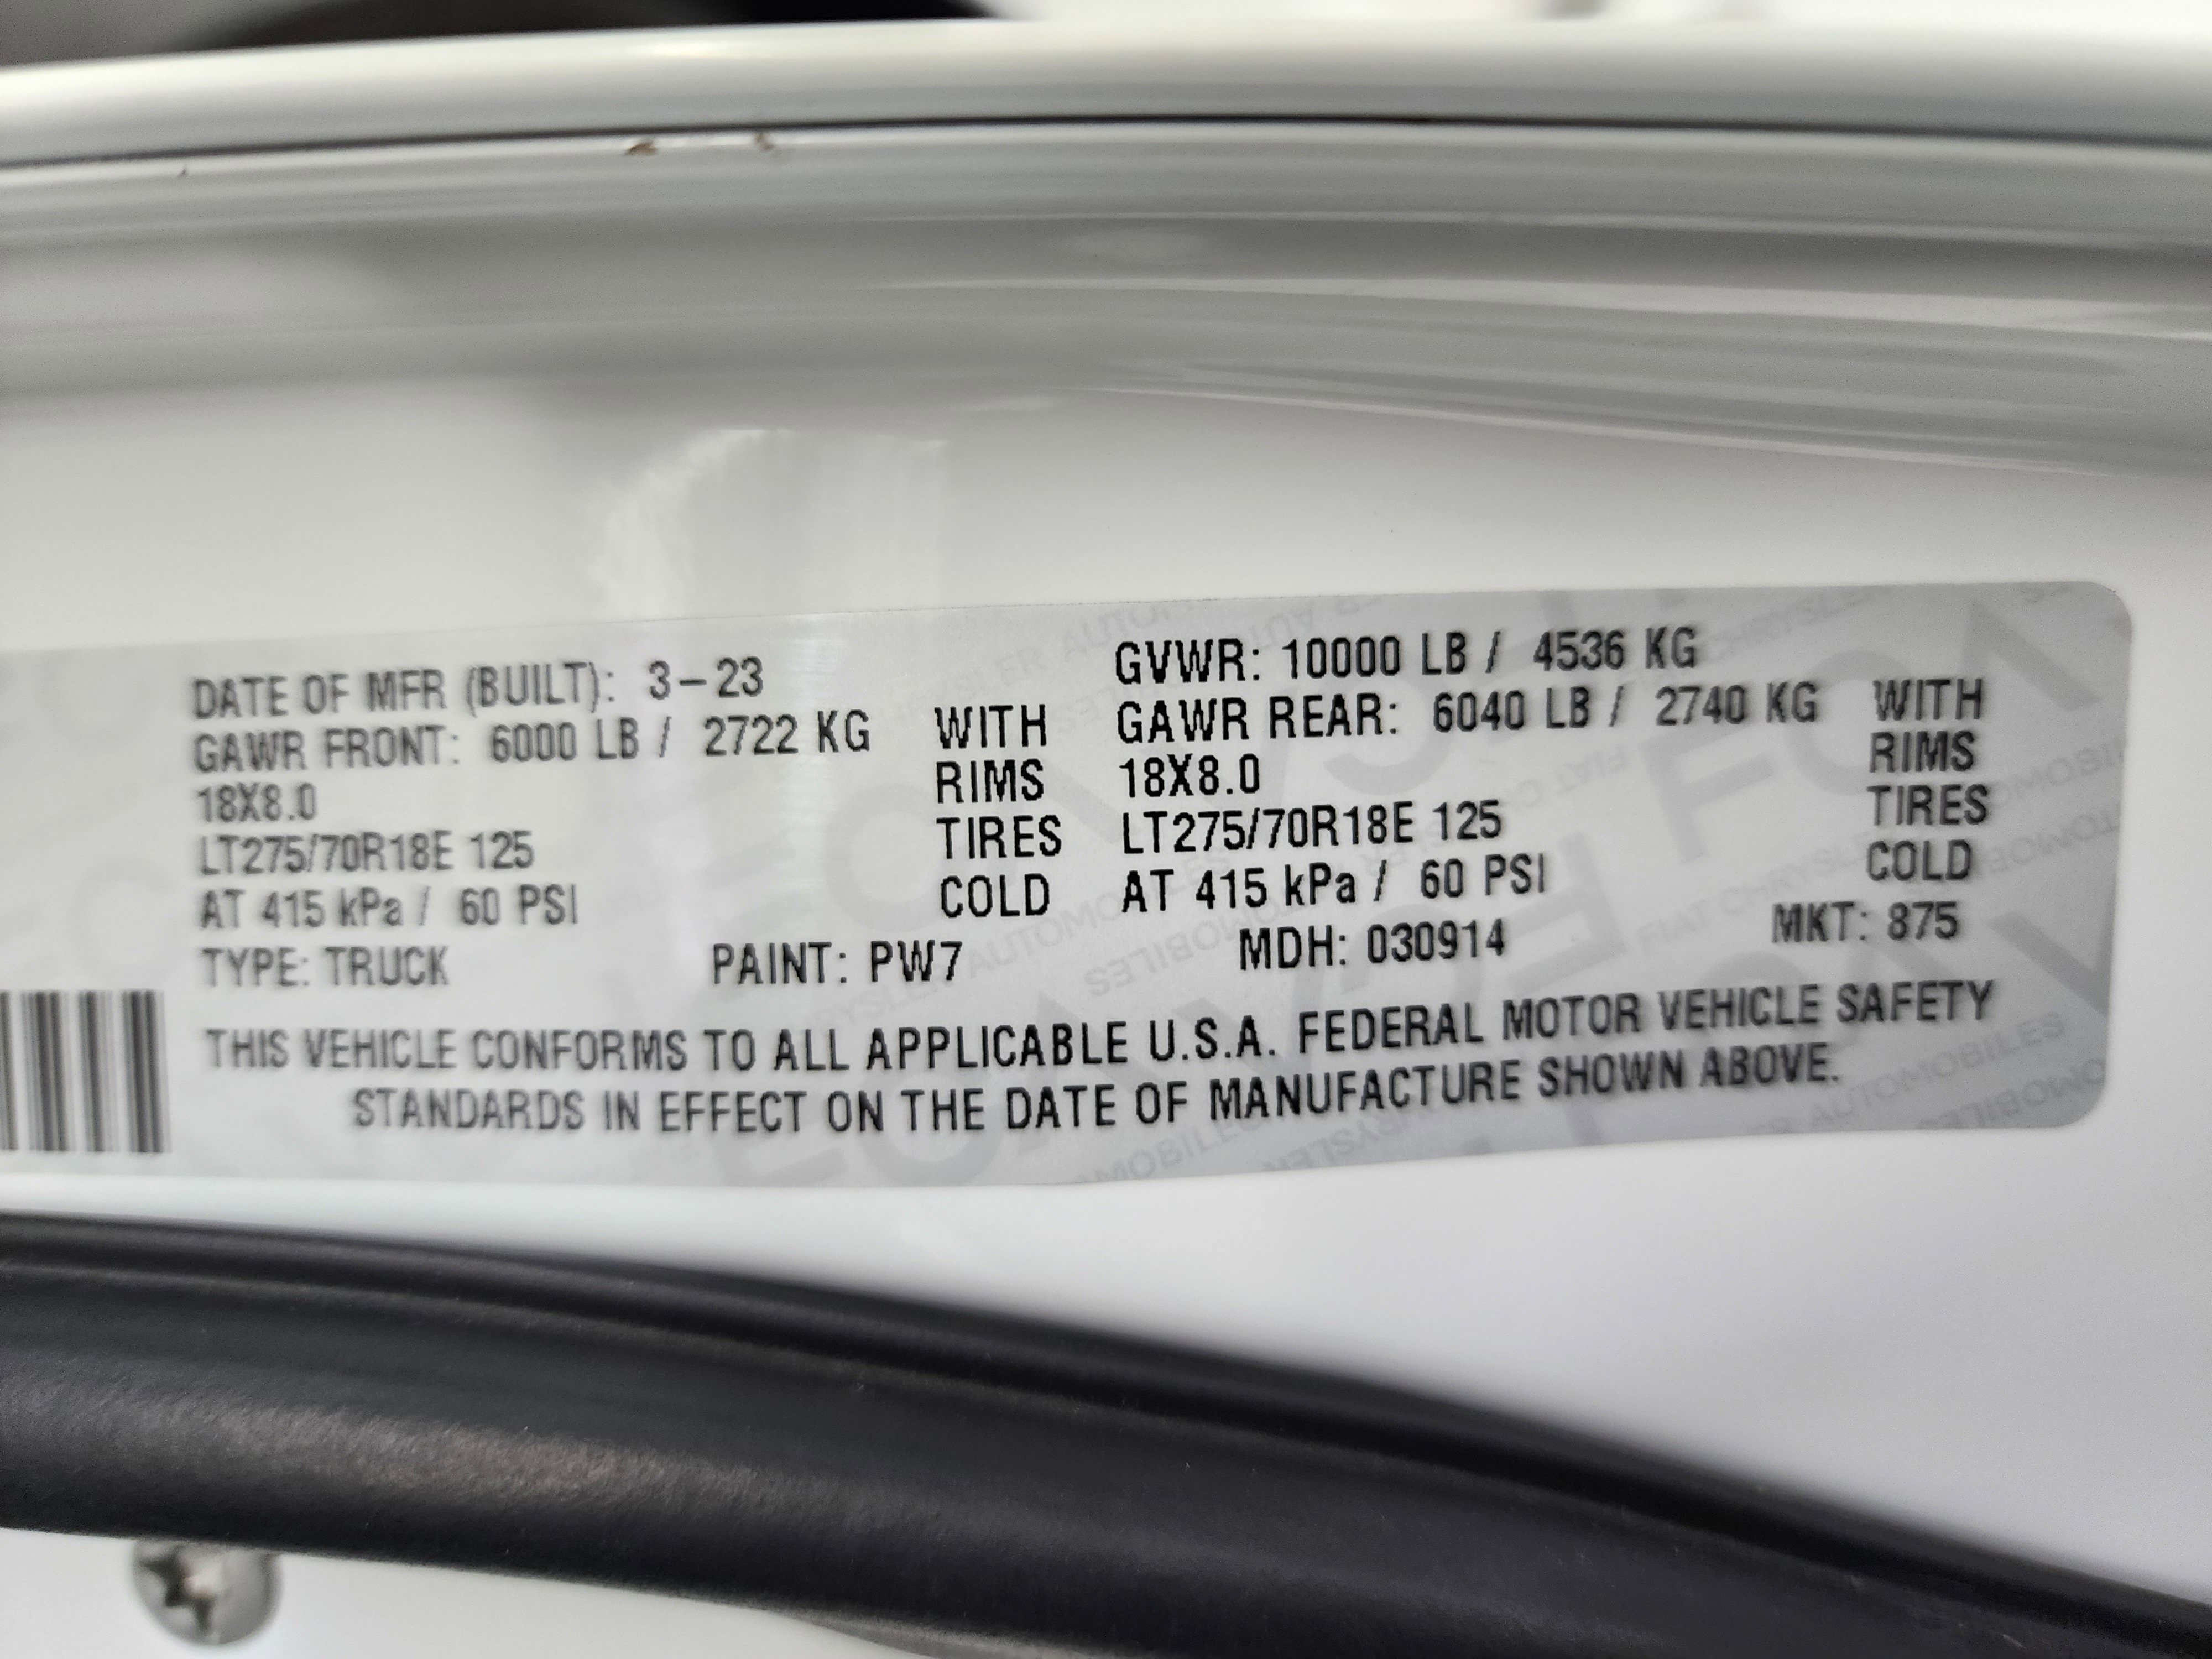 DATE OF MFR (BUILT): 3-23 GVWR: 10000 LB / 4536 KG
GAWR FRONT: 6000 LB / 2722 KG WITH GAWR REAR: 6040 LB / 2740 KG WITH
18X8.0 RIMS 18X8.0 RIMS
LT275/70R18E 125 TIRES LT275/70R18E 125 TIRES
AT 415 kPa / 60 PSI COLD AT 415 kPa / 60 PSI COLD
TYPE: TRUCK PAINT: PW7 MDH: 030914 MKT: 875
THIS VEHICLE CONFORMS TO ALL APPLICABLE U.S.A. FEDERAL MOTOR VEHICLE SAFETY
STANDARDS IN EFFECT ON THE DATE OF MANUFACTURE SHOWN ABOVE.